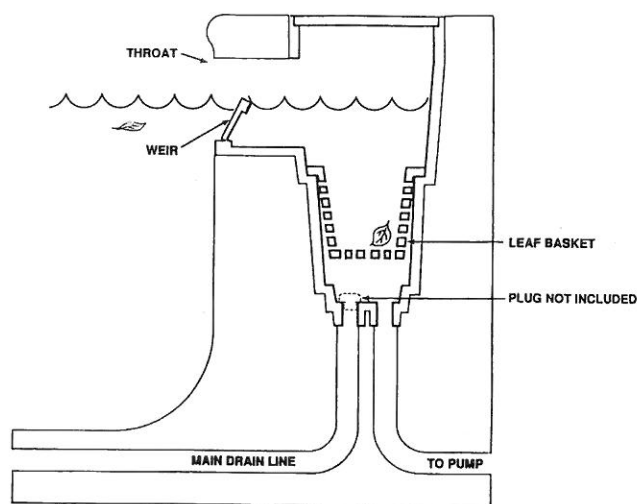 THROAT
WEIR
LEAF BASKET
PLUG NOT INCLUDED
MAIN DRAIN LINE
TO PUMP